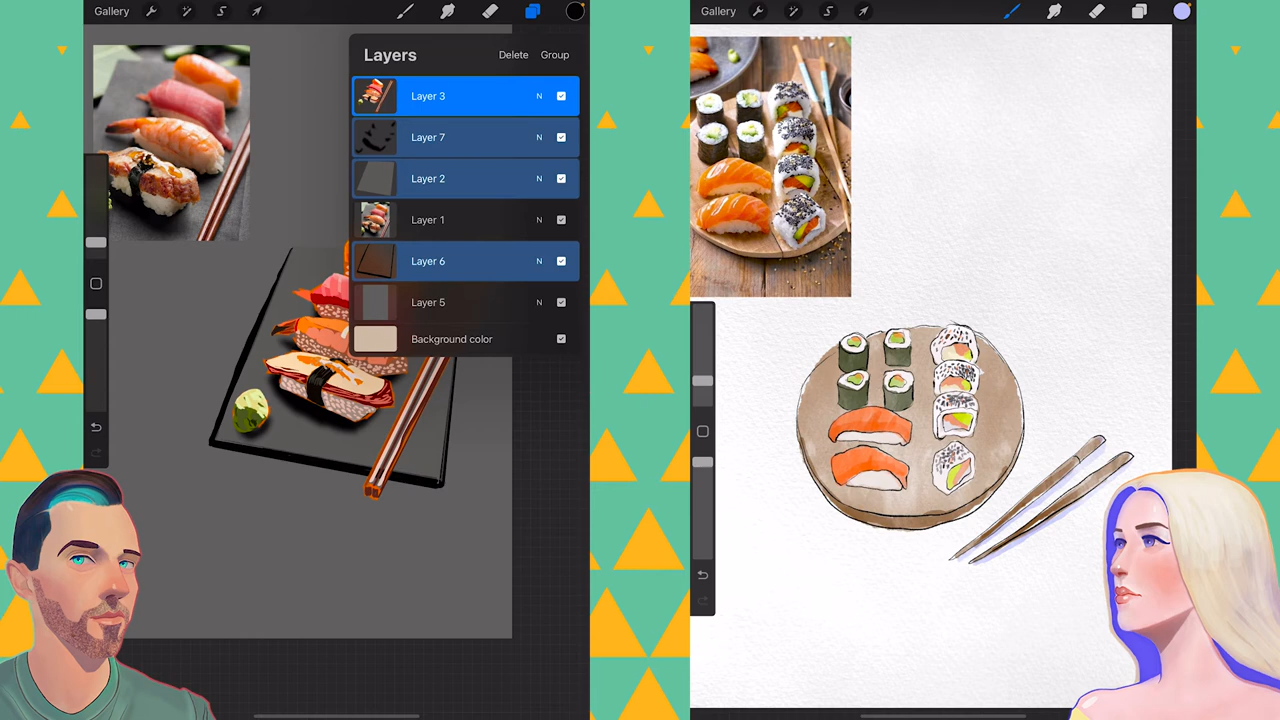 Gallery
Layers
Delete
Group
Layer 3
N
Layer 7
N
Layer 2
N
Layer 1
N
Layer 6
N
Layer 5
N
Background color
Gallery